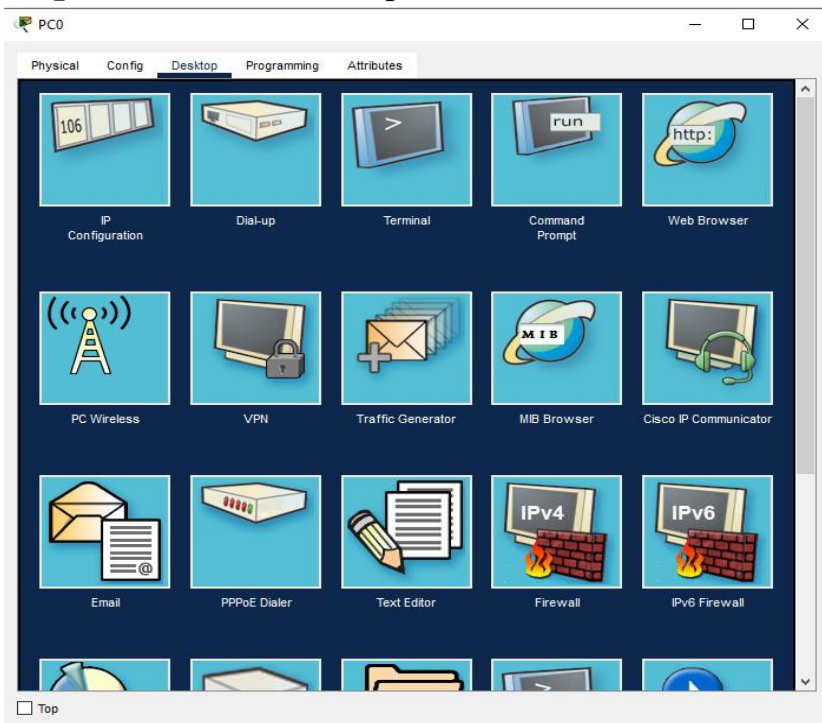 PC0
Physical Config Desktop Programming Attributes
106
>
run
http:
IP
Configuration
Dial-up
Terminal
Command
Prompt
Web Browser
MIB
PC Wireless
VPN
Traffic Generator
MIB Browser
Cisco IP Communicator
@
IPv4
IPv6
Email
PPPoE Dialer
Text Editor
Firewall
IPv6 Firewall
>
Top